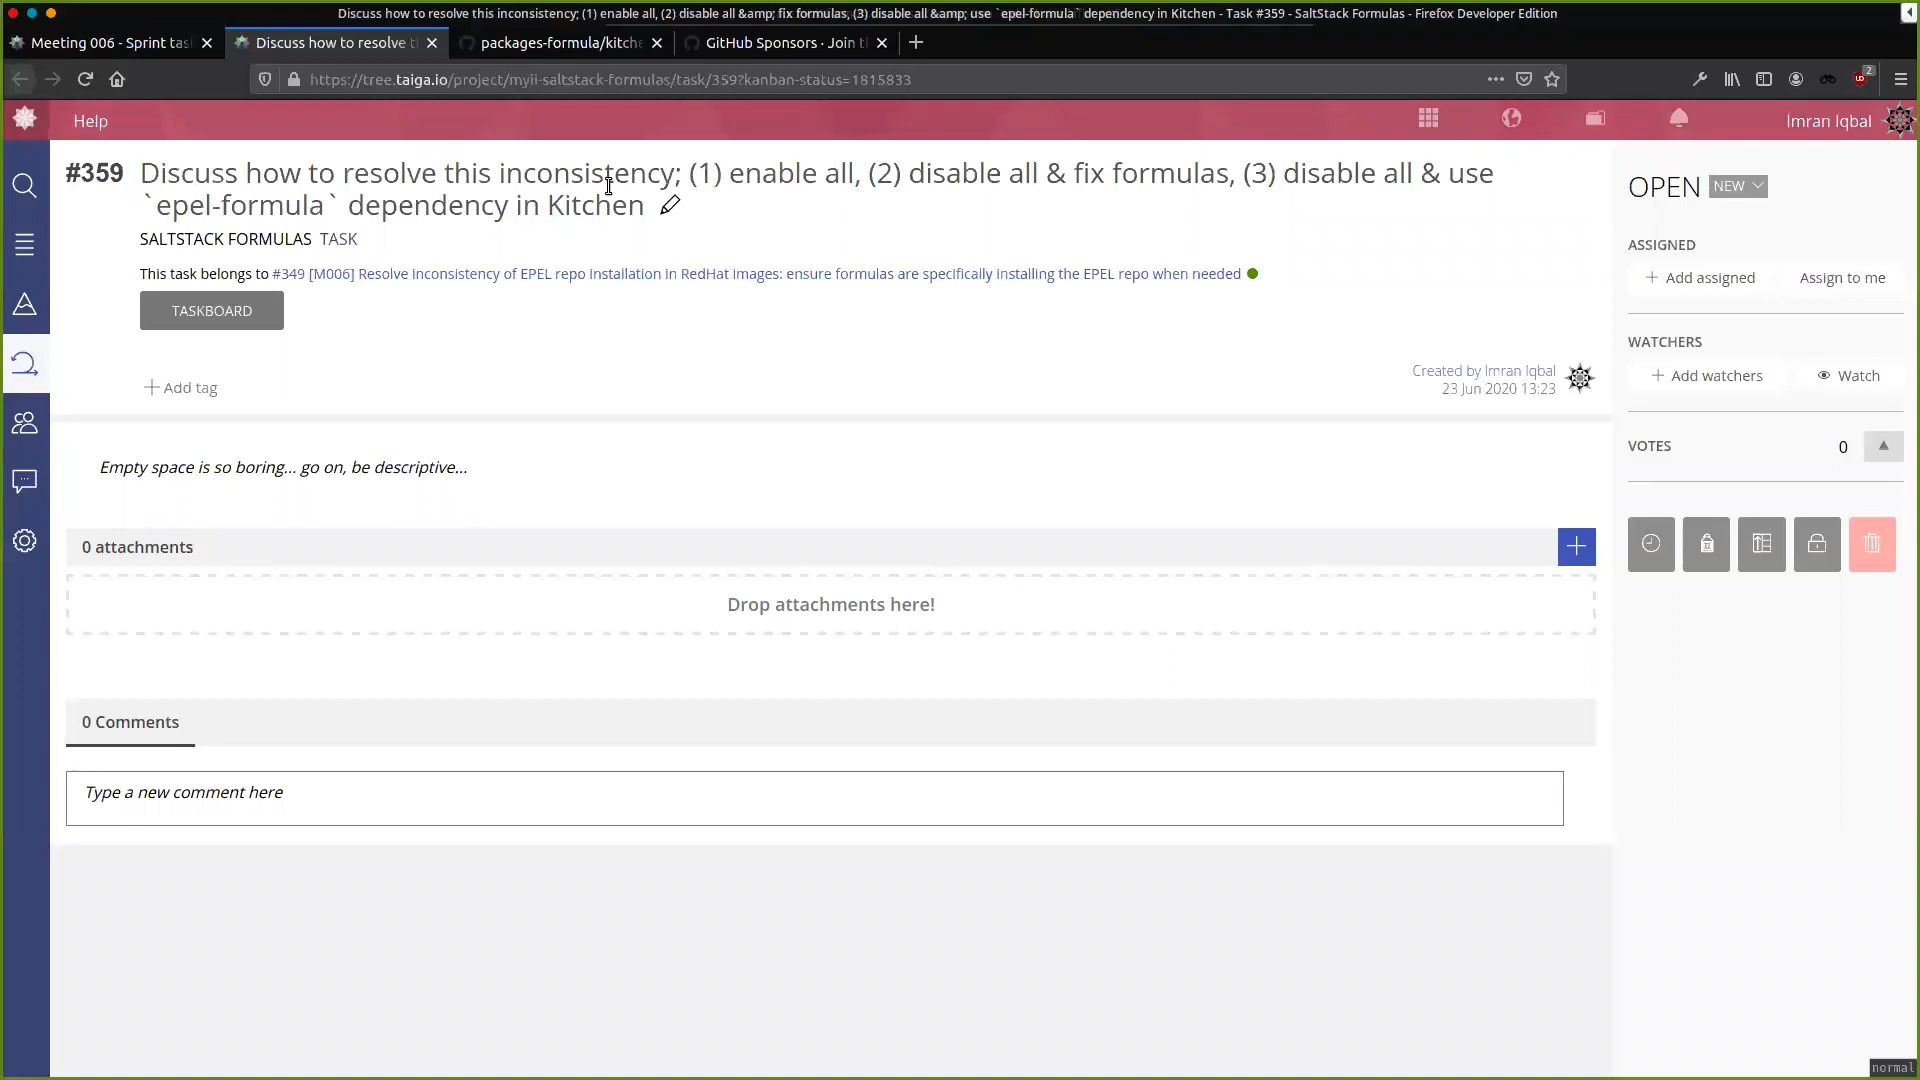 Discuss how to resolve this inconsistency; (1) enable all, (2) disable all &amp; fix formulas, (3) disable all &amp; use `epel-formula` dependency in Kitchen - Task #359 - SaltStack Formulas - Firefox Developer Edition
Meeting 006 - Sprint tas
Discuss how to resolve t
packages-formula/kitche
GitHub Sponsors · Join t
https://tree.taiga.io/project/myii-saltstack-formulas/task/359?kanban-status=1815833
2
Help
Imran Iqbal
#359 Discuss how to resolve this inconsistency; (1) enable all, (2) disable all & fix formulas, (3) disable all & use
`epel-formula` dependency in Kitchen
SALTSTACK FORMULAS TASK
This task belongs to #349 [M006] Resolve inconsistency of EPEL repo installation in RedHat images: ensure formulas are specifically installing the EPEL repo when needed
TASKBOARD
Add tag
Created by Imran Iqbal
23 Jun 2020 13:23
Empty space is so boring... go on, be descriptive...
0 attachments
Drop attachments here!
0 Comments
Type a new comment here
OPEN NEW
ASSIGNED
Add assigned
Assign to me
WATCHERS
Add watchers
Watch
VOTES
0
normal